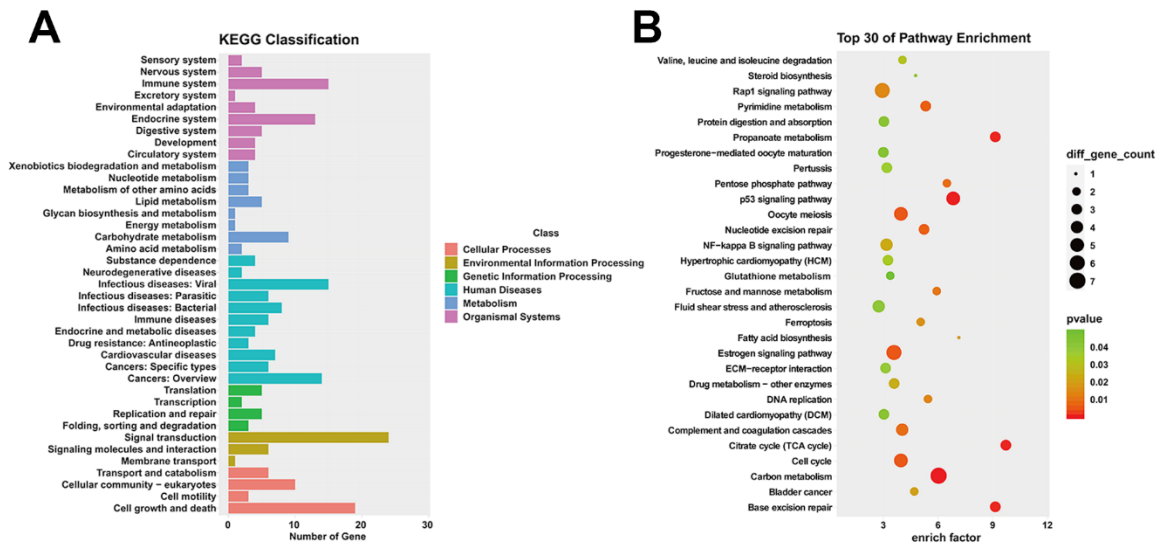 A
KEGG Classification
Sensory system
Nervous system
Immune system
Excretory system
Environmental adaptation
Endocrine system
Digestive system
Development
Circulatory system
Xenobiotics biodegradation and metabolism
Nucleotide metabolism
Metabolism of other amino acids
Lipid metabolism
Glycan biosynthesis and metabolism
Energy metabolism
Carbohydrate metabolism
Amino acid metabolism
Substance dependence
Neurodegenerative diseases
Infectious diseases: Viral
Infectious diseases: Parasitic
Infectious diseases: Bacterial
Immune diseases
Endocrine and metabolic diseases
Drug resistance: Antineoplastic
Cardiovascular diseases
Cancers: Specific types
Cancers: Overview
Translation
Transcription
Replication and repair
Folding, sorting and degradation
Signal transduction
Signaling molecules and interaction
Membrane transport
Transport and catabolism
Cellular community − eukaryotes
Cell motility
Cell growth and death
0 10 20 30
Number of Gene
Class
Cellular Processes
Environmental Information Processing
Genetic Information Processing
Human Diseases
Metabolism
Organismal Systems
B
Top 30 of Pathway Enrichment
Valine, leucine and isoleucine degradation
Steroid biosynthesis
Rap1 signaling pathway
Pyrimidine metabolism
Protein digestion and absorption
Propanoate metabolism
Progesterone−mediated oocyte maturation
Pertussis
Pentose phosphate pathway
p53 signaling pathway
Oocyte meiosis
Nucleotide excision repair
NF−kappa B signaling pathway
Hypertrophic cardiomyopathy (HCM)
Glutathione metabolism
Fructose and mannose metabolism
Fluid shear stress and atherosclerosis
Ferroptosis
Fatty acid biosynthesis
Estrogen signaling pathway
ECM−receptor interaction
Drug metabolism − other enzymes
DNA replication
Dilated cardiomyopathy (DCM)
Complement and coagulation cascades
Citrate cycle (TCA cycle)
Cell cycle
Carbon metabolism
Bladder cancer
Base excision repair
3 6 9 12
enrich factor
diff_gene_count
1
2
3
4
5
6
7
pvalue
0.04
0.03
0.02
0.01